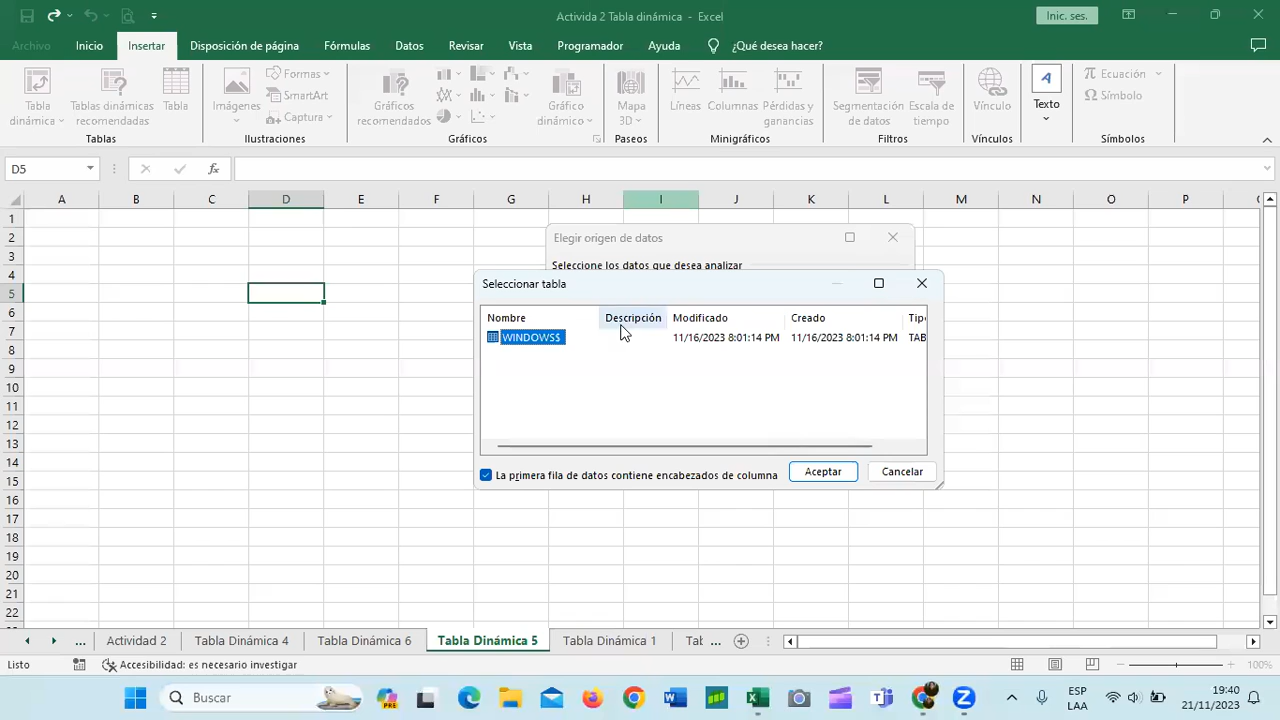 Activida 2 Tabla dinámica - Excel
Inic. ses.
Archivo Inicio Insertar Disposición de página Fórmulas Datos Revisar Vista Programador Ayuda ¿Qué desea hacer?
Tabla dinámica
Tablas dinámicas recomendadas
Tabla
Imágenes
Formas
SmartArt
Captura
Gráficos recomendados
Gráfico dinámico
Mapa 3D
Líneas
Columnas
Pérdidas y ganancias
Segmentación de datos
Escala de tiempo
Vínculo
Texto
Ecuación
Símbolo
Tablas Ilustraciones Gráficos Paseos Minigráficos Filtros Vínculos Símbolos
D5
fx
A B C D E F G H I J K L M N O P
1
2
3
4
5
6
7
8
9
10
11
12
13
14
15
16
17
18
19
20
21
22
Elegir origen de datos
Seleccione los datos que desea analizar
Seleccionar tabla
Nombre Descripción Modificado Creado Tipo
WINDOWS$ 11/16/2023 8:01:14 PM 11/16/2023 8:01:14 PM TAB
La primera fila de datos contiene encabezados de columna
Aceptar Cancelar
... Actividad 2 Tabla Dinámica 4 Tabla Dinámica 6 Tabla Dinámica 5 Tabla Dinámica 1 Tab ...
Listo Accesibilidad: es necesario investigar 100%
Buscar
ESP
LAA
19:40
21/11/2023